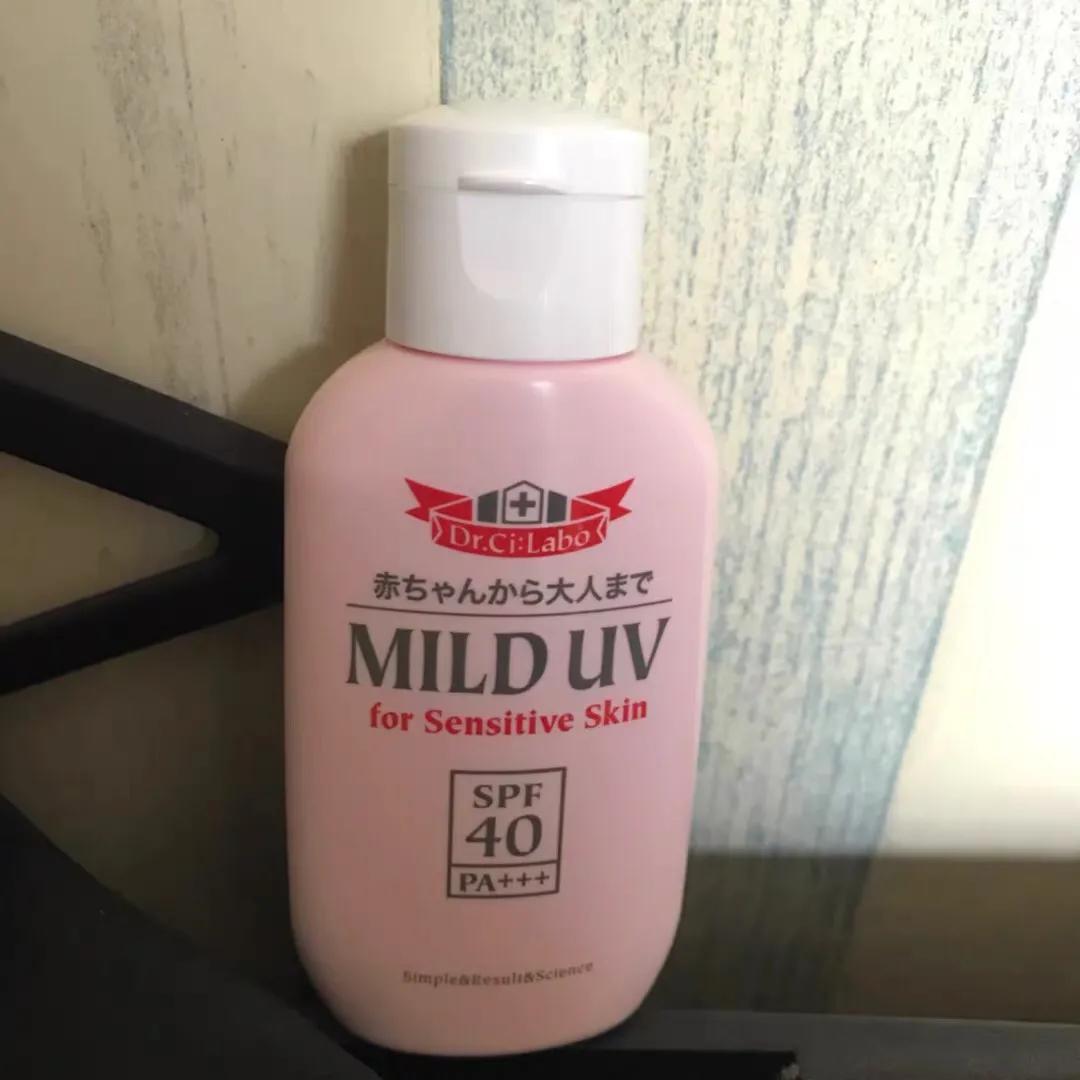 Dr.Ci:Labo
赤ちゃんから大人まで
MILD UV
for Sensitive Skin
SPF
40
PA+++
Simple&Result&Science